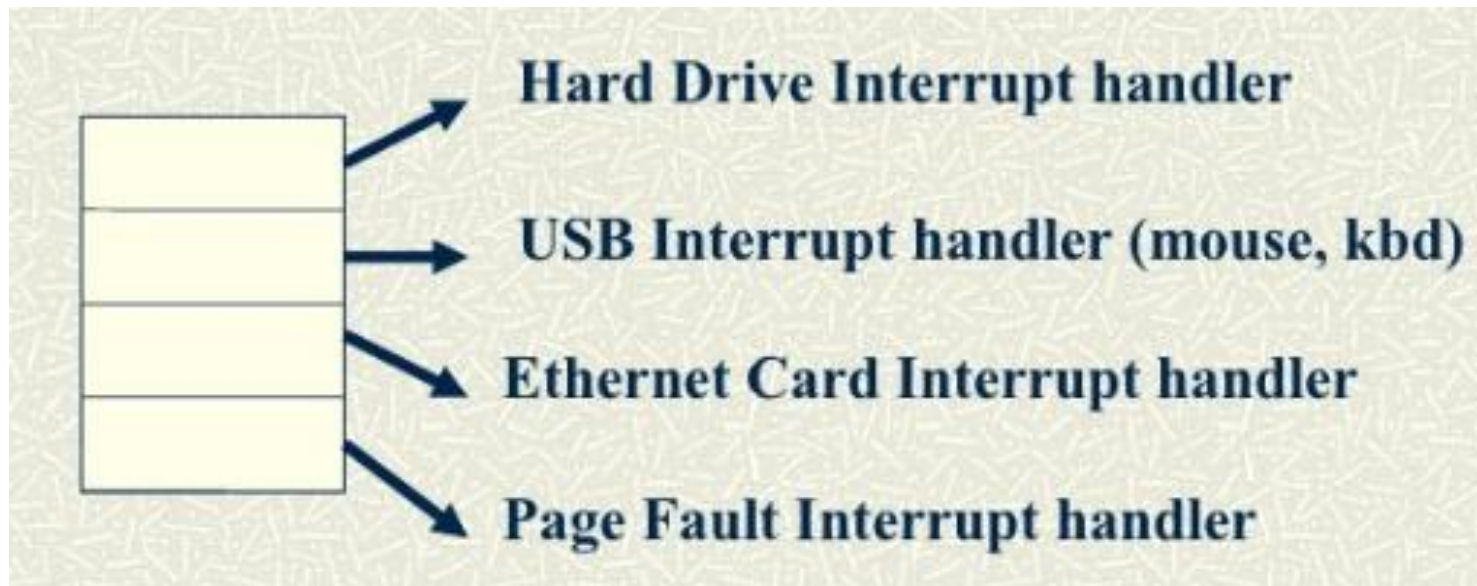 Hard Drive Interrupt handler
USB Interrupt handler (mouse, kbd)
Ethernet Card Interrupt handler
Page Fault Interrupt handler